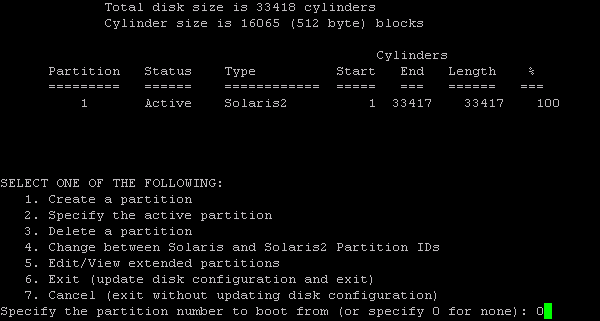 Total disk size is 33418 cylinders
Cylinder size is 16065 (512 byte) blocks
Cylinders
Partition Status Type Start End Length %
========= ====== ============ ===== === ====== ===
1 Active Solaris2 1 33417 33417 100
SELECT ONE OF THE FOLLOWING:
1. Create a partition
2. Specify the active partition
3. Delete a partition
4. Change between Solaris and Solaris2 Partition IDs
5. Edit/View extended partitions
6. Exit (update disk configuration and exit)
7. Cancel (exit without updating disk configuration)
Specify the partition number to boot from (or specify 0 for none): 0